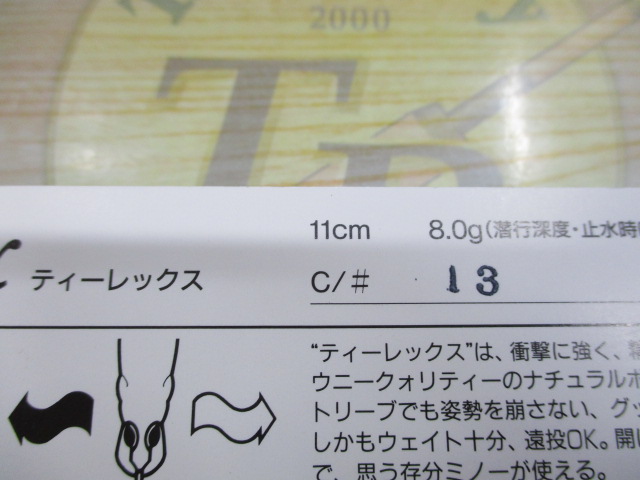 2000
T R
11cm 8.0g(潜行深度・止水時
ティーレックス
C/# 13
"ティーレックス"は、衝撃に強く、
ウニークォリティーのナチュラルボ
トリーブでも姿勢を崩さない、グッ
しかもウェイト十分、遠投OK。開
で、思う存分ミノーが使える。